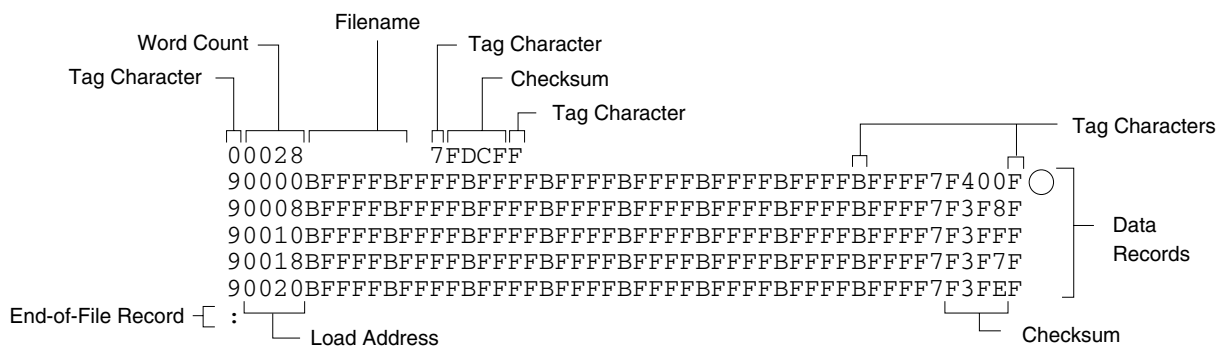 Filename
Word Count
Tag Character
Tag Character
Checksum
Tag Character
Tag Characters
00028 7FDCFF
90000BFFFFBFFFFBFFFFBFFFFBFFFFBFFFFBFFFFBFFFF7F400F
90008BFFFFBFFFFBFFFFBFFFFBFFFFBFFFFBFFFFBFFFF7F3F8F
90010BFFFFBFFFFBFFFFBFFFFBFFFFBFFFFBFFFFBFFFF7F3FFF
90018BFFFFBFFFFBFFFFBFFFFBFFFFBFFFFBFFFFBFFFF7F3F7F
90020BFFFFBFFFFBFFFFBFFFFBFFFFBFFFFBFFFFBFFFF7F3FEF
Data
Records
End-of-File Record
:
Load Address
Checksum